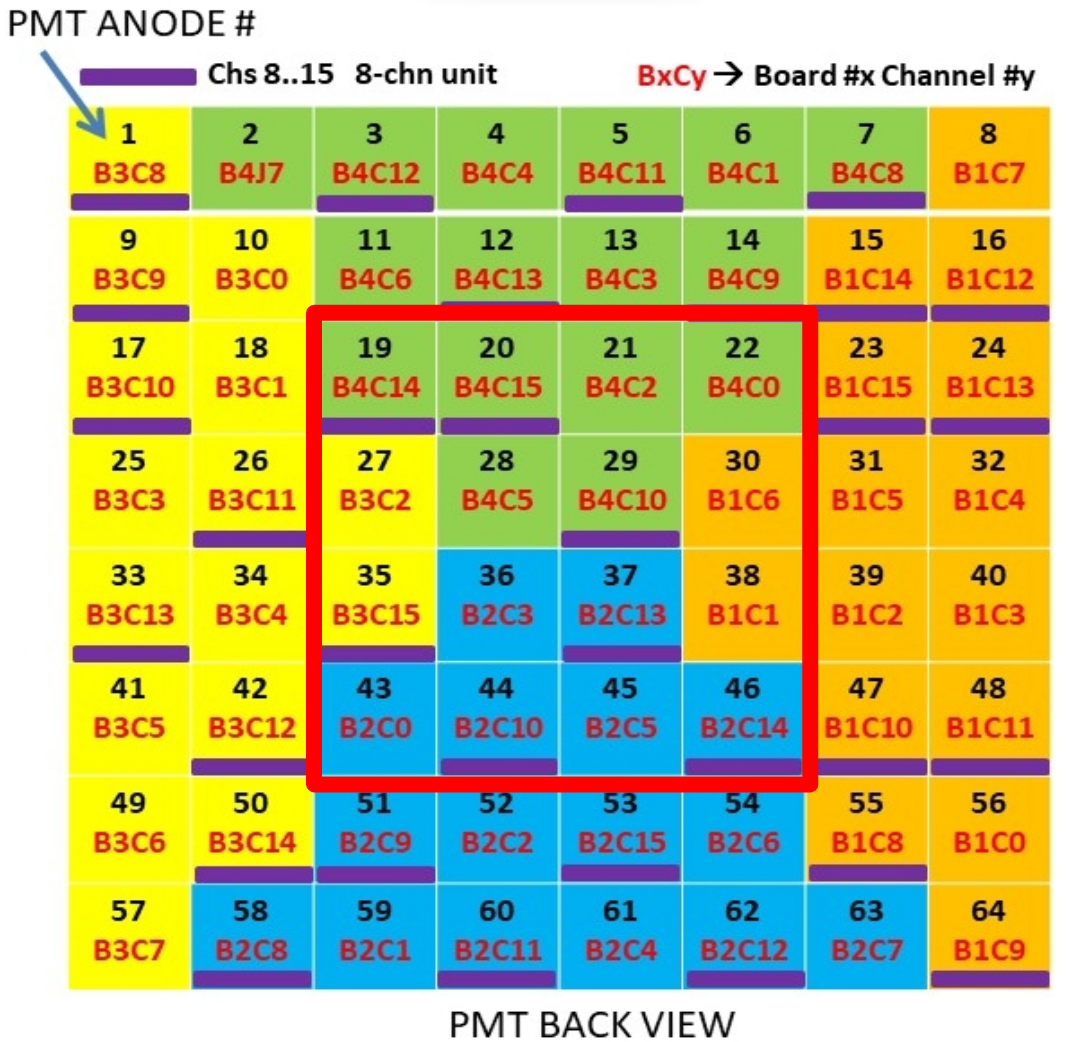 PMT ANODE #
Chs 8..15 8-chn unit BxCy → Board #x Channel #y
1 2 3 4 5 6 7 8
B3C8 B4J7 B4C12 B4C4 B4C11 B4C1 B4C8 B1C7
9 10 11 12 13 14 15 16
B3C9 B3C0 B4C6 B4C13 B4C3 B4C9 B1C14 B1C12
17 18 19 20 21 22 23 24
B3C10 B3C1 B4C14 B4C15 B4C2 B4C0 B1C15 B1C13
25 26 27 28 29 30 31 32
B3C3 B3C11 B3C2 B4C5 B4C10 B1C6 B1C5 B1C4
33 34 35 36 37 38 39 40
B3C13 B3C4 B3C15 B2C3 B2C13 B1C1 B1C2 B1C3
41 42 43 44 45 46 47 48
B3C5 B3C12 B2C0 B2C10 B2C5 B2C14 B1C10 B1C11
49 50 51 52 53 54 55 56
B3C6 B3C14 B2C9 B2C2 B2C15 B2C6 B1C8 B1C0
57 58 59 60 61 62 63 64
B3C7 B2C8 B2C1 B2C11 B2C4 B2C12 B2C7 B1C9
PMT BACK VIEW